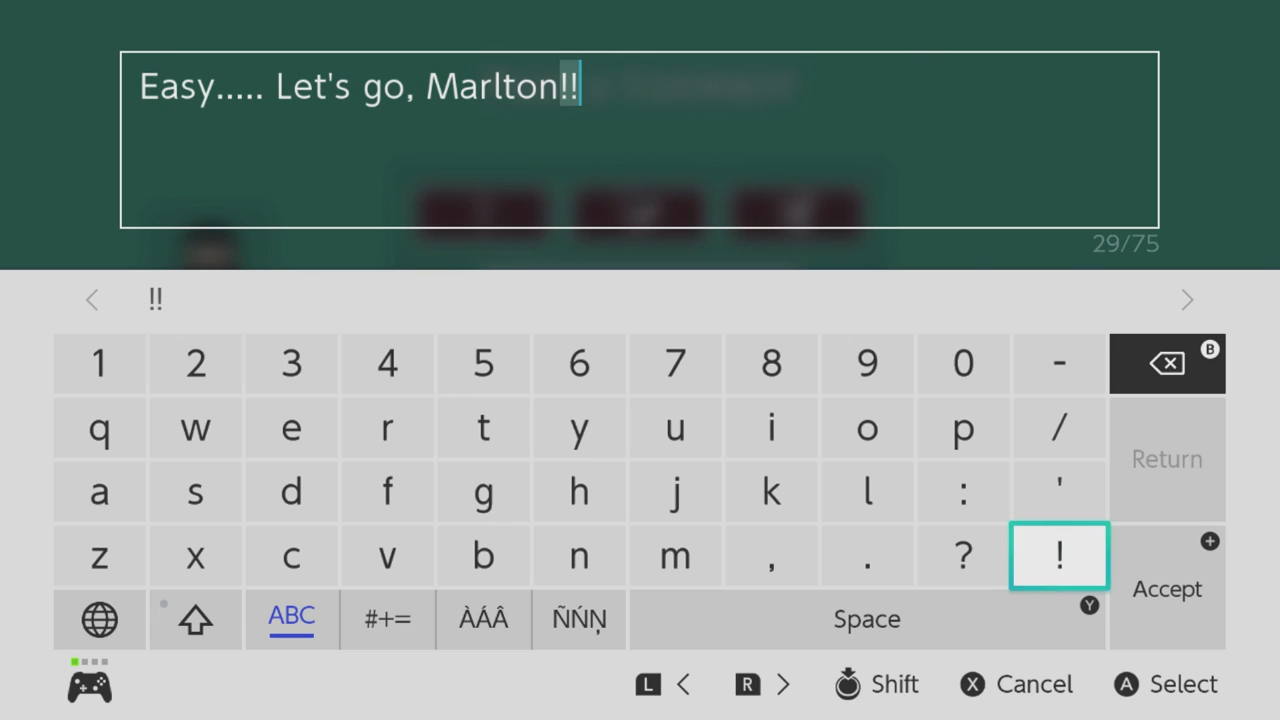 Easy..... Let's go, Marlton!!
29/75
!!
1 2 3 4 5 6 7 8 9 0 - B
q w e r t y u i o p / Return
a s d f g h j k l : '
z x c v b n m , . ? ! + Accept
ABC #+= ÀÁÂ ÑŃŅ Space Y
L < R > Shift X Cancel A Select